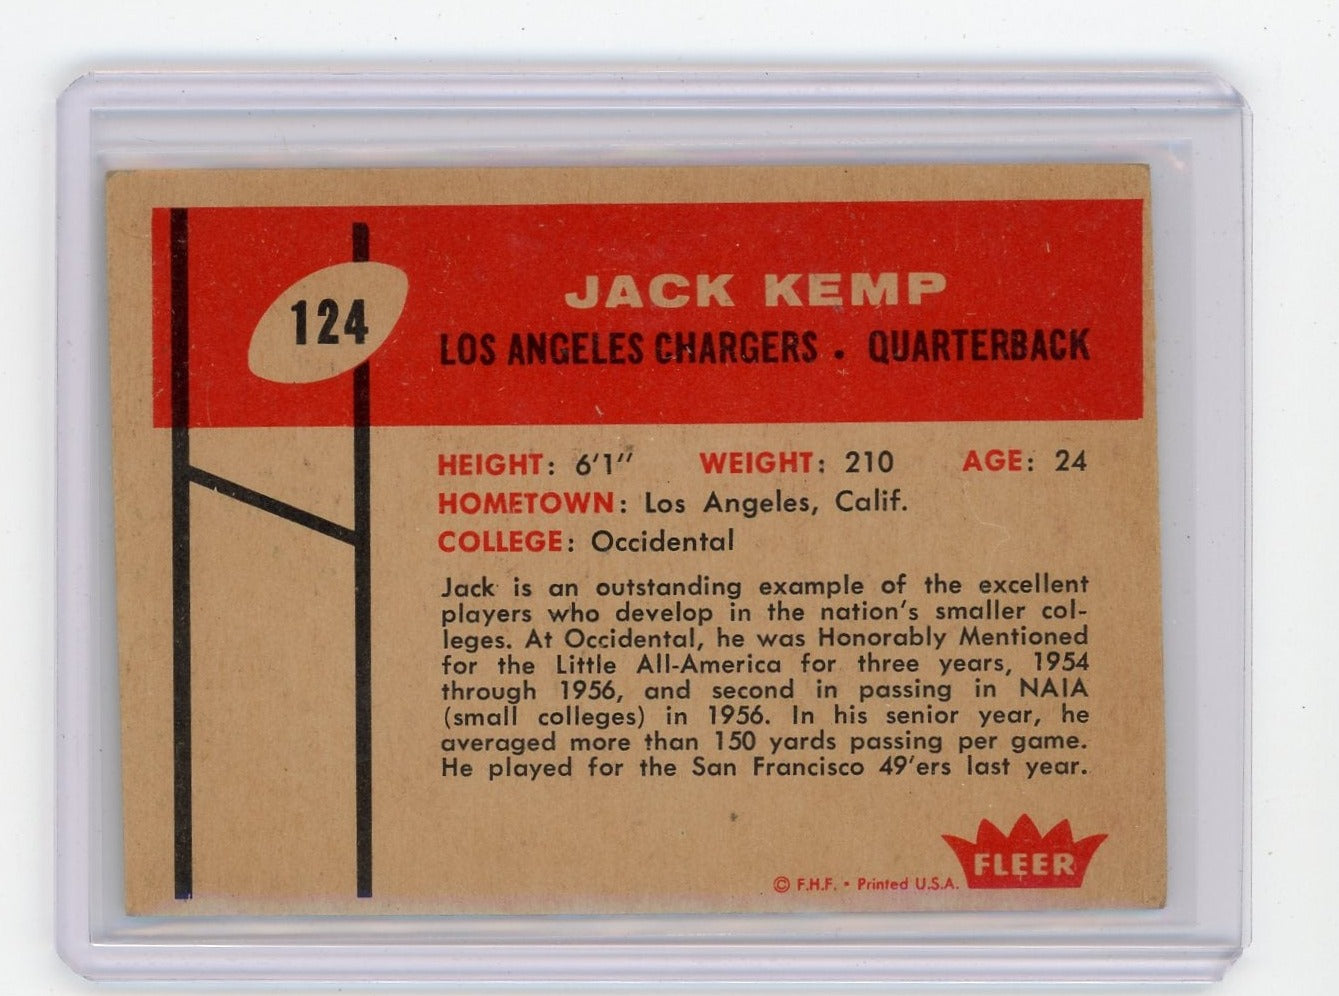 124
JACK KEMP
LOS ANGELES CHARGERS • QUARTERBACK
HEIGHT: 6'1" WEIGHT: 210 AGE: 24
HOMETOWN: Los Angeles, Calif.
COLLEGE: Occidental
Jack is an outstanding example of the excellent
players who develop in the nation's smaller col-
leges. At Occidental, he was Honorably Mentioned
for the Little All-America for three years, 1954
through 1956, and second in passing in NAIA
(small colleges) in 1956. In his senior year, he
averaged more than 150 yards passing per game.
He played for the San Francisco 49'ers last year.
FLEER
© F.H.F. • Printed U.S.A.